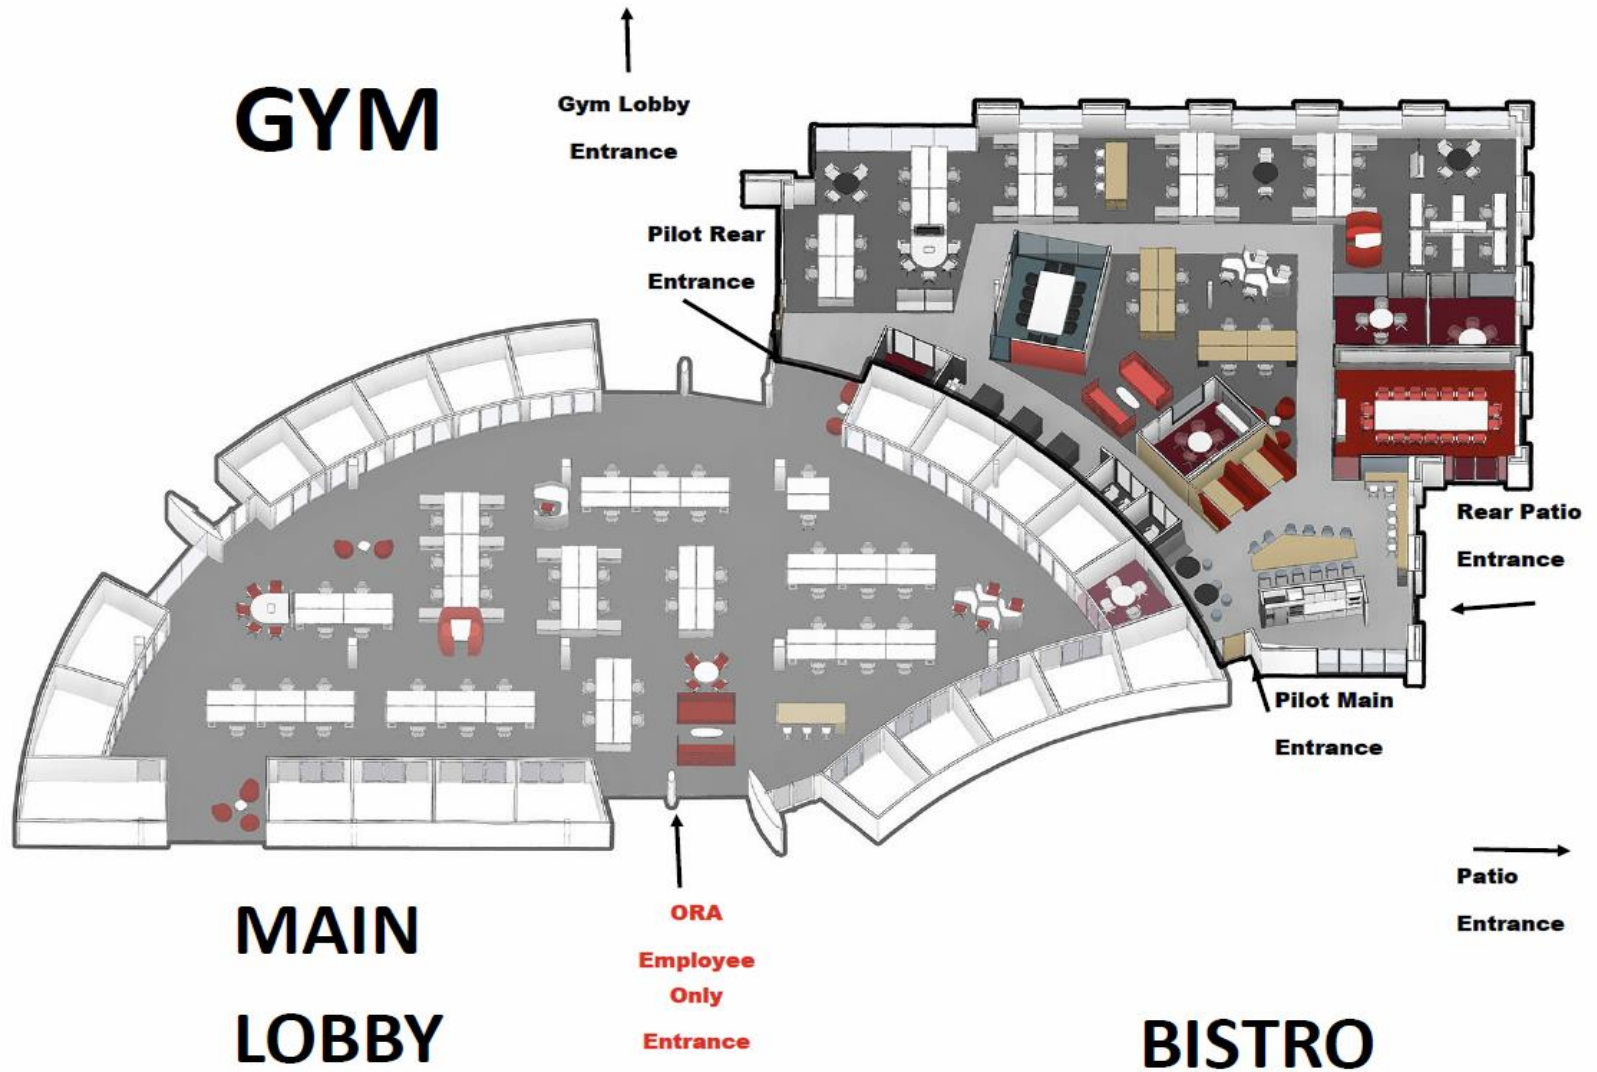 GYM
Gym Lobby
Entrance
Pilot Rear
Entrance
Rear Patio
Entrance
Pilot Main
Entrance
Patio
Entrance
MAIN
LOBBY
ORA
Employee
Only
Entrance
BISTRO